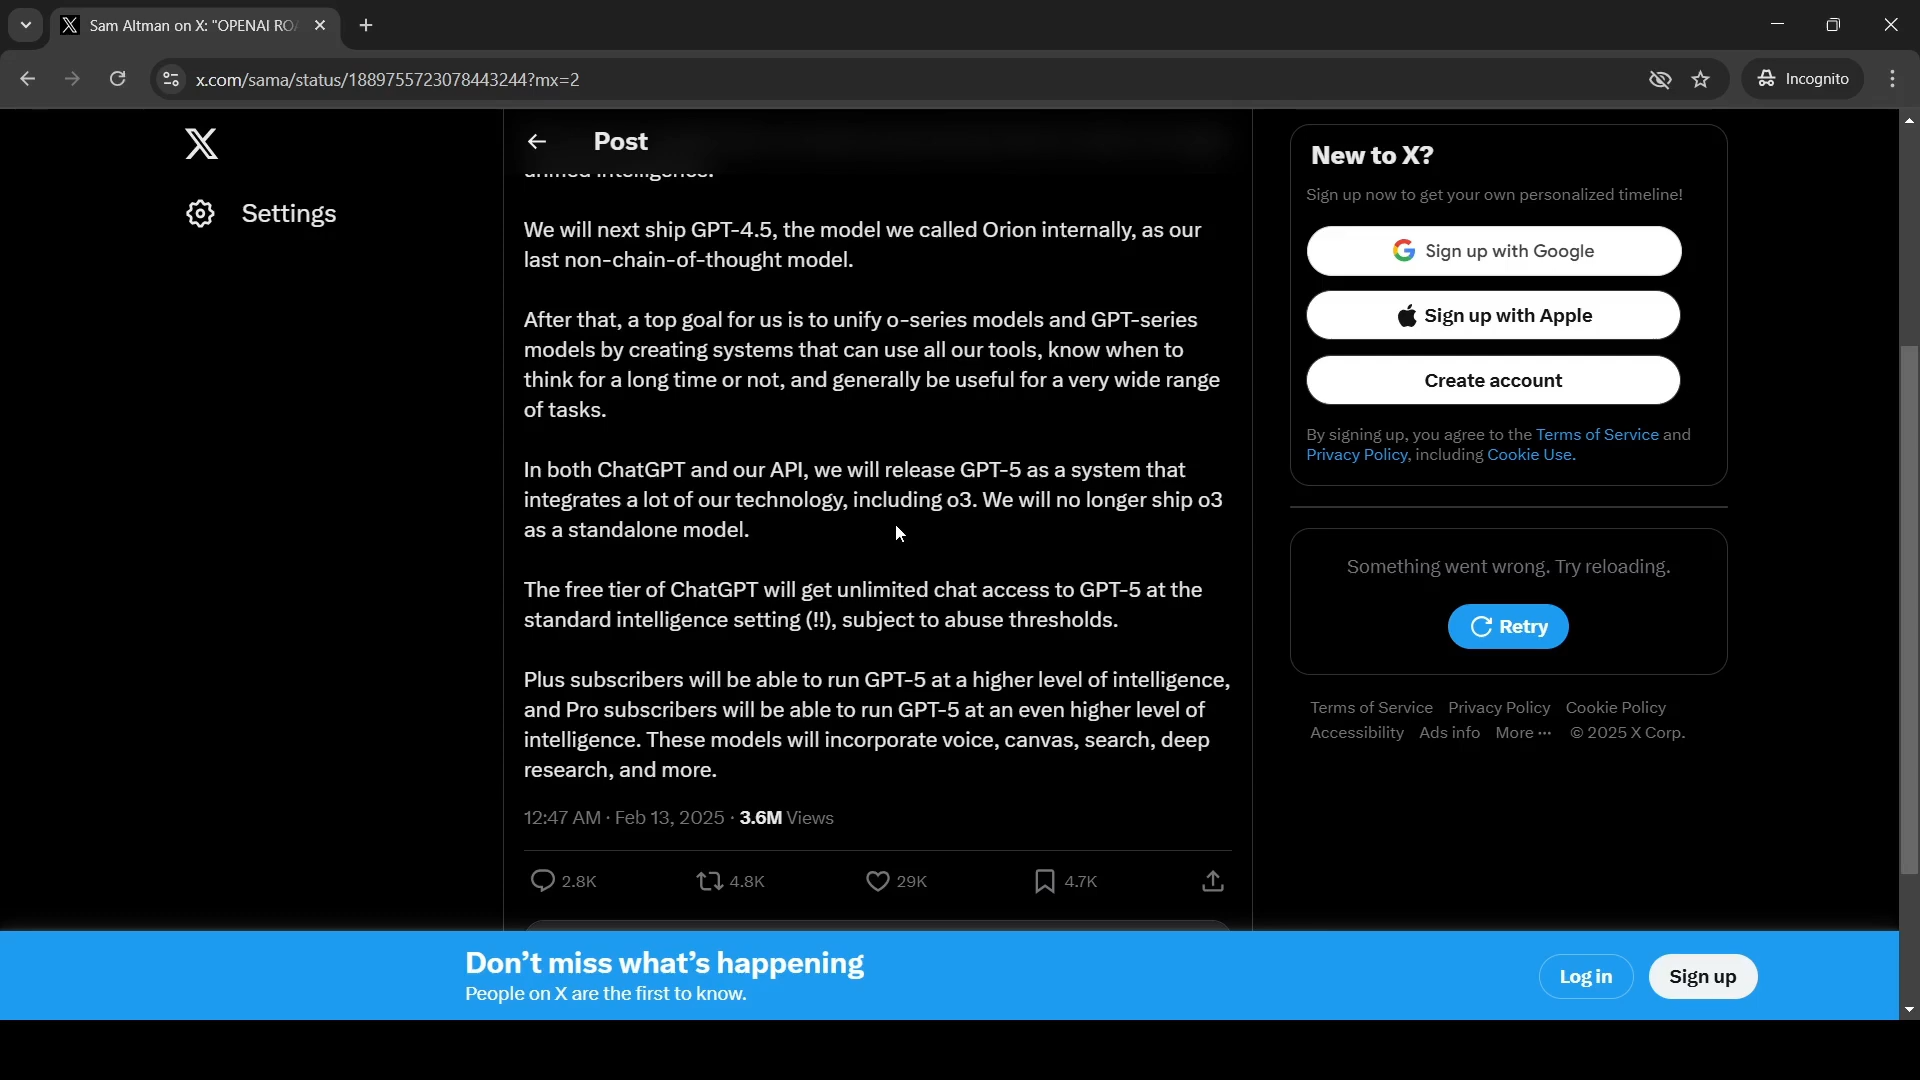 Sam Altman on X: "OPENAI RO
x.com/sama/status/1889755723078443244?mx=2
Incognito
Settings
Post
unified intelligence.
We will next ship GPT-4.5, the model we called Orion internally, as our
last non-chain-of-thought model.
After that, a top goal for us is to unify o-series models and GPT-series
models by creating systems that can use all our tools, know when to
think for a long time or not, and generally be useful for a very wide range
of tasks.
In both ChatGPT and our API, we will release GPT-5 as a system that
integrates a lot of our technology, including o3. We will no longer ship o3
as a standalone model.
The free tier of ChatGPT will get unlimited chat access to GPT-5 at the
standard intelligence setting (!!), subject to abuse thresholds.
Plus subscribers will be able to run GPT-5 at a higher level of intelligence,
and Pro subscribers will be able to run GPT-5 at an even higher level of
intelligence. These models will incorporate voice, canvas, search, deep
research, and more.
12:47 AM · Feb 13, 2025 · 3.6M Views
2.8K 4.8K 29K 4.7K
New to X?
Sign up now to get your own personalized timeline!
Sign up with Google
Sign up with Apple
Create account
By signing up, you agree to the Terms of Service and
Privacy Policy, including Cookie Use.
Something went wrong. Try reloading.
Retry
Terms of Service Privacy Policy Cookie Policy
Accessibility Ads info More ··· © 2025 X Corp.
Don’t miss what’s happening
People on X are the first to know.
Log in
Sign up